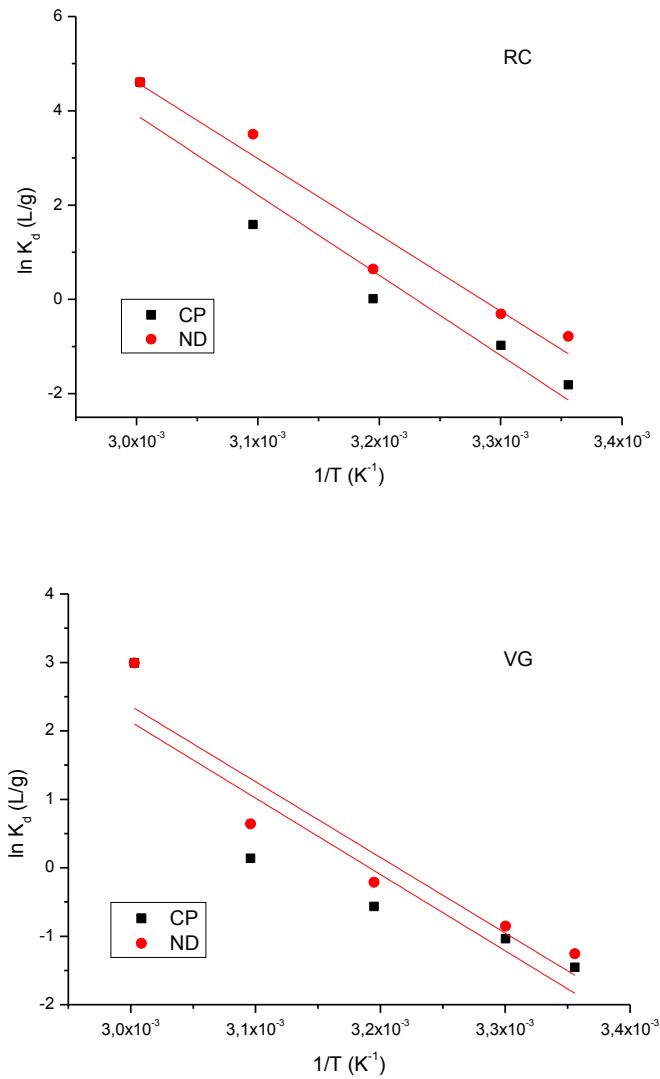 6
RC
4
2
0
-2
ln K_d (L/g)
CP
ND
3,0x10⁻³
3,1x10⁻³
3,2x10⁻³
3,3x10⁻³
3,4x10⁻³
1/T (K⁻¹)
4
VG
3
2
1
0
-1
-2
ln K_d (L/g)
CP
ND
3,0x10⁻³
3,1x10⁻³
3,2x10⁻³
3,3x10⁻³
3,4x10⁻³
1/T (K⁻¹)